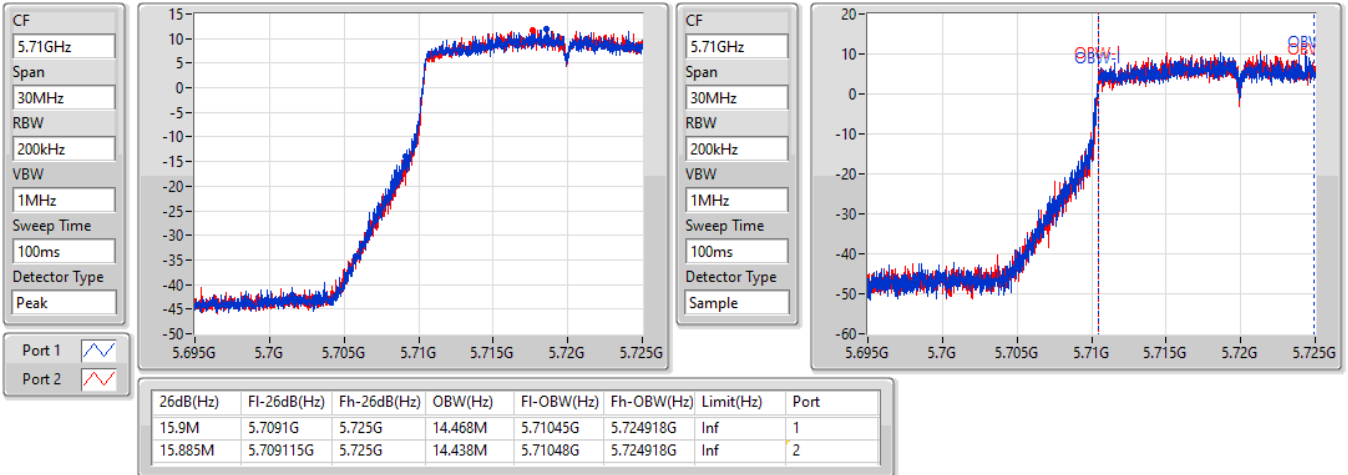 CF
5.71GHz
Span
30MHz
RBW
200kHz
VBW
1MHz
Sweep Time
100ms
Detector Type
Peak
Port 1
Port 2
15
10
5
0
-5
-10
-15
-20
-25
-30
-35
-40
-45
-50
5.695G 5.7G 5.705G 5.71G 5.715G 5.72G 5.725G
CF
5.71GHz
Span
30MHz
RBW
200kHz
VBW
1MHz
Sweep Time
100ms
Detector Type
Sample
20
10
0
-10
-20
-30
-40
-50
-60
OBW-l
OBW-l
OBW
OBW
5.695G 5.7G 5.705G 5.71G 5.715G 5.72G 5.725G
26dB(Hz) Fl-26dB(Hz) Fh-26dB(Hz) OBW(Hz) Fl-OBW(Hz) Fh-OBW(Hz) Limit(Hz) Port
15.9M 5.7091G 5.725G 14.468M 5.71045G 5.724918G Inf 1
15.885M 5.709115G 5.725G 14.438M 5.71048G 5.724918G Inf 2